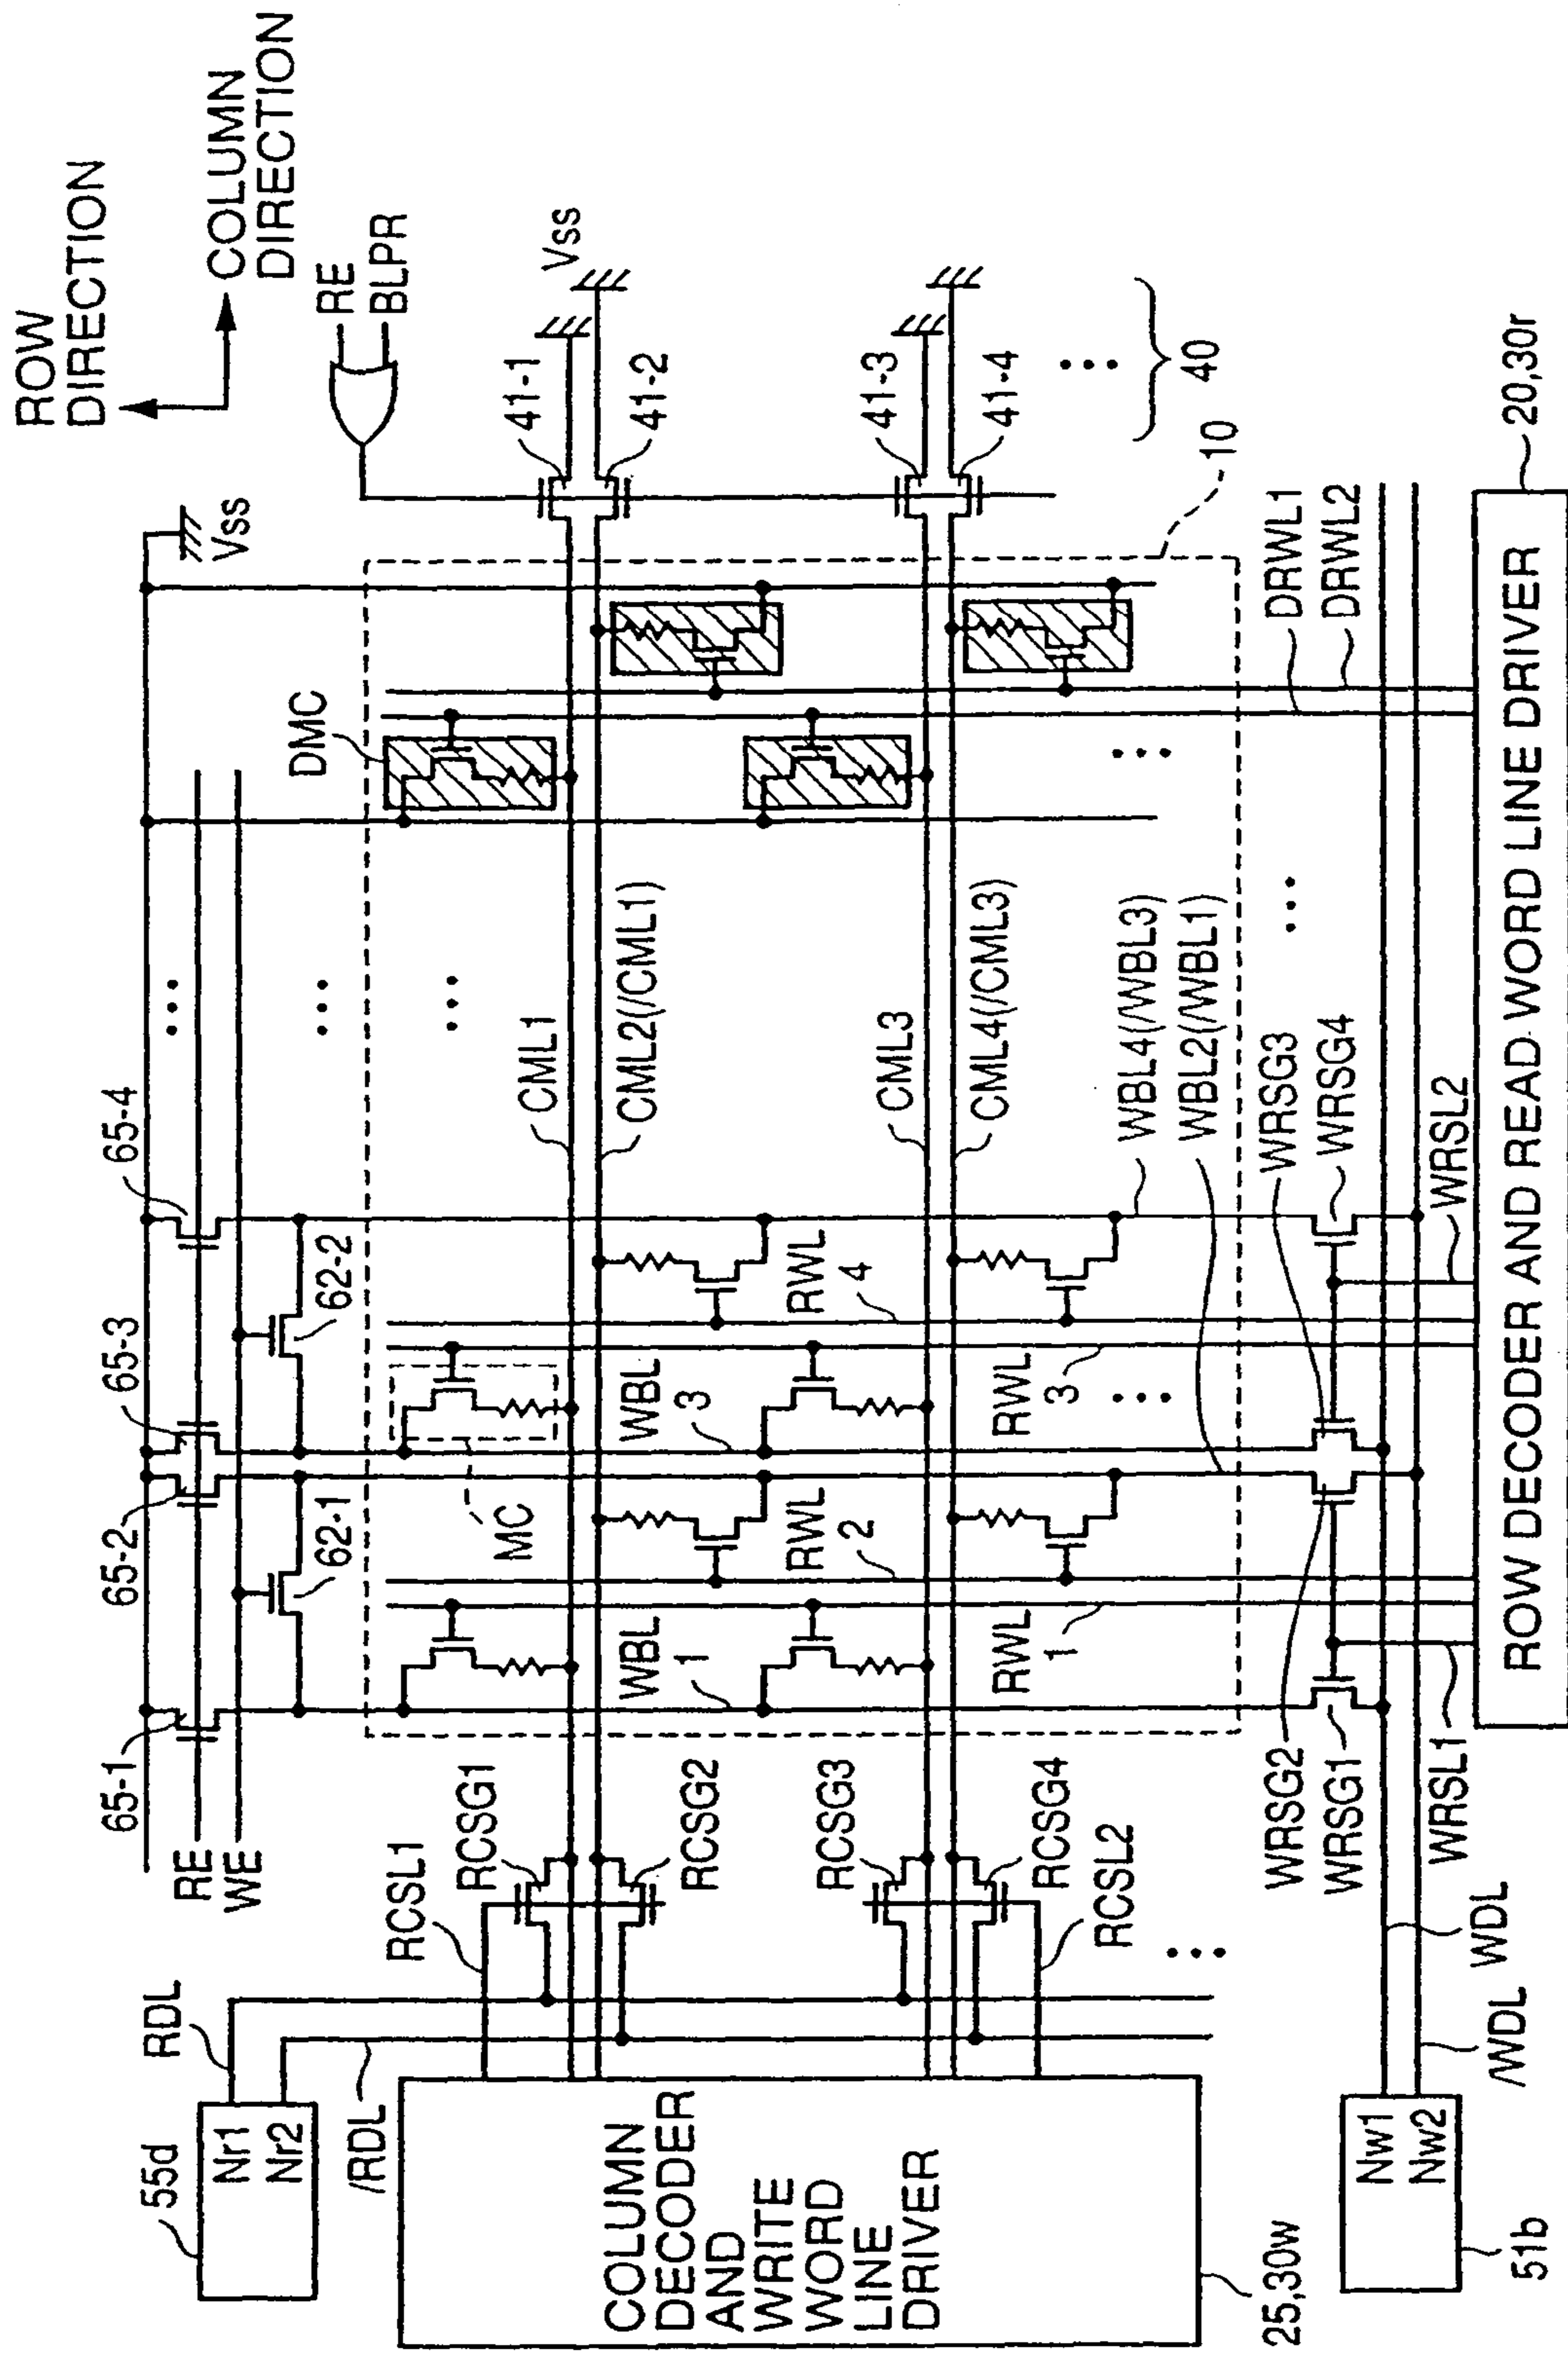 ROW
DIRECTION
COLUMN
DIRECTION
RE
BLPR
Vss
Vss
41-1
41-2
41-3
41-4
40
10
20,30r
65-1
65-2
65-3
65-4
RE
WE
62-1
62-2
DMC
MC
CML1
CML2(/CML1)
CML3
CML4(/CML3)
WBL
1
WBL
3
RWL
1
RWL
2
RWL
3
RWL
4
WBL4(/WBL3)
WBL2(/WBL1)
WRSG3
WRSG4
WRSL2
DRWL1
DRWL2
WRSG2
WRSG1
WRSL1
WDL
/WDL
RCSL1
RCSG1
RCSG2
RCSG3
RCSG4
RCSL2
RDL
/RDL
55d
Nr1
Nr2
COLUMN
DECODER
AND
WRITE
WORD
LINE
DRIVER
25,30w
Nw1
Nw2
51b
ROW DECODER AND READ WORD LINE DRIVER